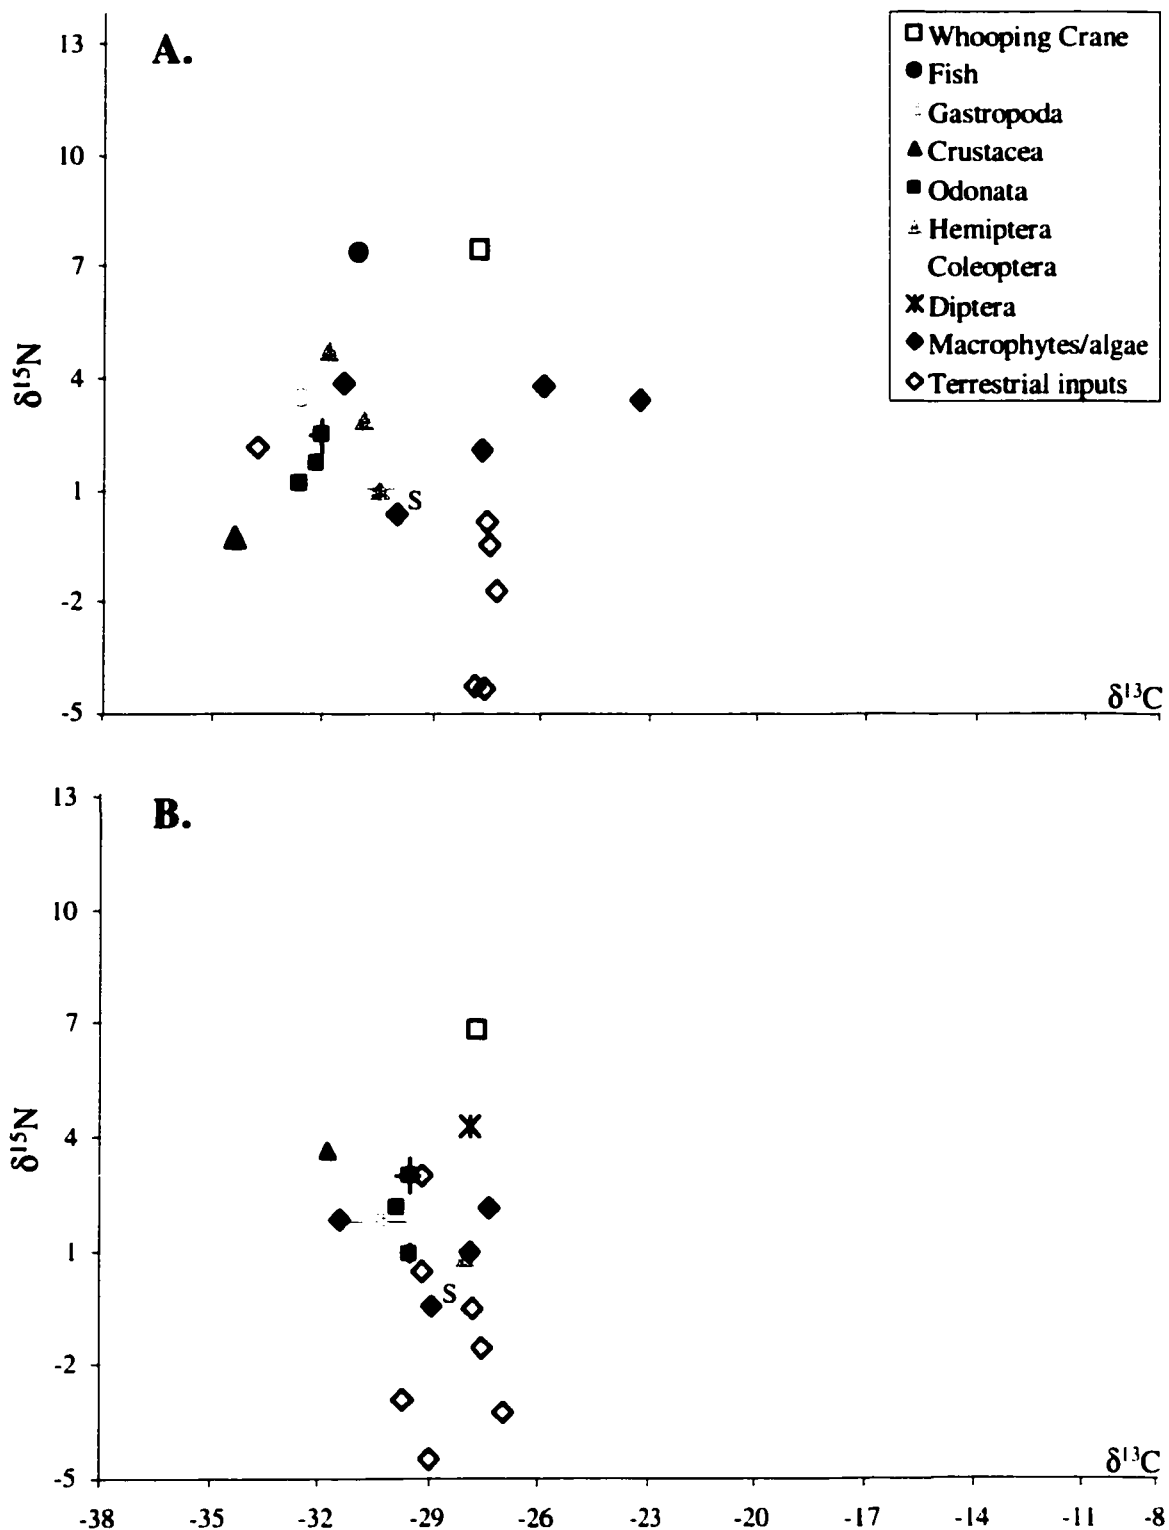 A.
13
10
7
4
1
-2
-5
δ¹⁵N
δ¹³C
S
Whooping Crane
Fish
Gastropoda
Crustacea
Odonata
Hemiptera
Coleoptera
Diptera
Macrophytes/algae
Terrestrial inputs
B.
13
10
7
4
1
-2
-5
δ¹⁵N
S
δ¹³C
-38 -35 -32 -29 -26 -23 -20 -17 -14 -11 -8